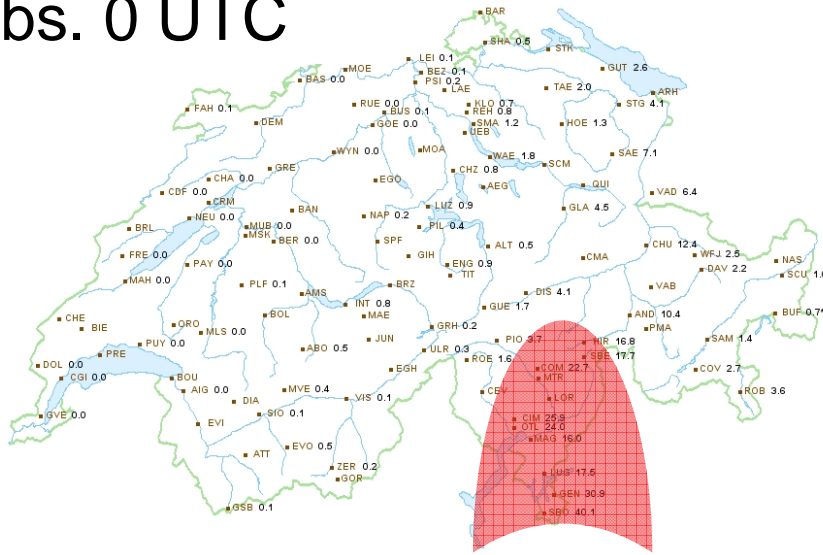 bs. 0 UTC
BAR
SHA 0.5
STK
LEI 0.1
MOE
BEZ 0.1
GUT 2.6
BAS 0.0
PSI 0.2
LAE
TAE 2.0
ARH
FAH 0.1
RUE 0.0
KLO 0.7
STG 4.1
BUS 0.1
REH 0.8
DEM
GOE 0.0
SMA 1.2
HOE 1.3
UEB
WYN 0.0
MOA
WAE 1.8
SAE 7.1
GRE
CHZ 0.8
SCM
CHA 0.0
EGO
AEG
QUI
CDF 0.0
VAD 6.4
CRM
LUZ 0.9
GLA 4.5
NEU 0.0
BAN
NAP 0.2
BRL
MUB 0.0
PIL 0.4
MSK
BER 0.0
SPF
ALT 0.5
CHU 12.4
FRE 0.0
GIH
CMA
WFJ 2.5
PAY 0.0
ENG 0.9
DAV 2.2
NAS
TIT
SCU 1.
MAH 0.0
PLF 0.1
BRZ
VAB
AMS
DIS 4.1
INT 0.8
GUE 1.7
CHE
BOL
MAE
AND 10.4
BUF 0.7
BIE
ORO
GRH 0.2
PMA
MLS 0.0
JUN
PIO 3.7
HIR 16.8
SAM 1.4
PUY 0.0
ABO 0.5
ULR 0.3
PRE
ROE 1.6
SBE 17.7
DOL 0.0
EGH
COM 22.7
COV 2.7
CGI 0.0
BOU
MTR
AIG 0.0
MVE 0.4
CEV
ROB 3.6
DIA
VIS 0.1
LOR
GVE 0.0
SIO 0.1
CIM 25.9
EVI
OTL 24.0
MAG 16.0
EVO 0.5
ATT
ZER 0.2
LUG 17.5
GOR
GEN 30.9
GSB 0.1
SBO 40.1